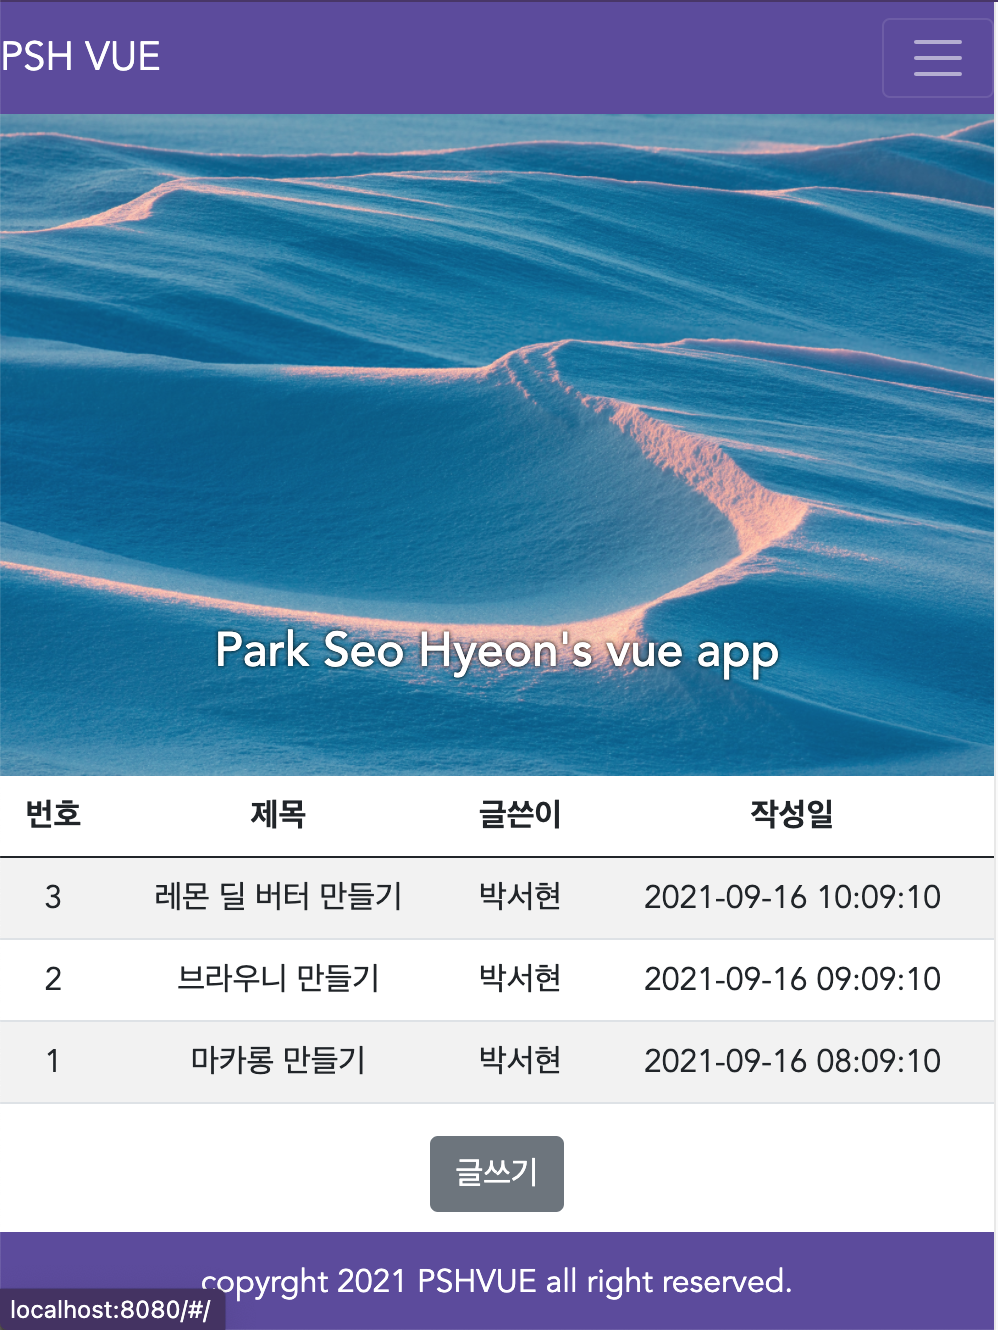 PSH VUE
Park Seo Hyeon's vue app
번호 제목 글쓴이 작성일
3 레몬 딜 버터 만들기 박서현 2021-09-16 10:09:10
2 브라우니 만들기 박서현 2021-09-16 09:09:10
1 마카롱 만들기 박서현 2021-09-16 08:09:10
글쓰기
copyrght 2021 PSHVUE all right reserved.
localhost:8080/#/